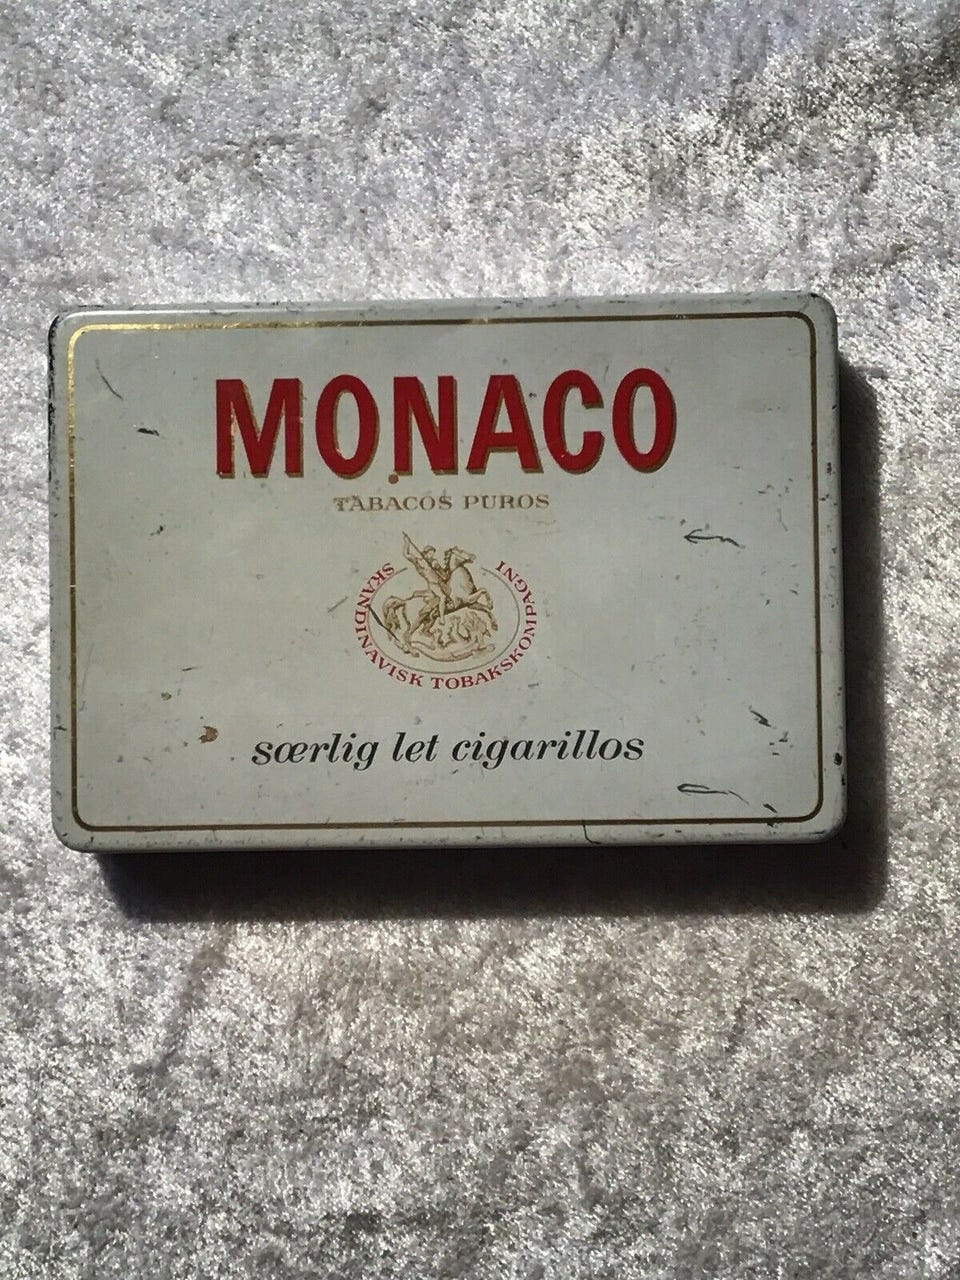 MONACO
TABACOS PUROS
SKANDINAVISK TOBAKSKOMPAGNI
særlig let cigarillos